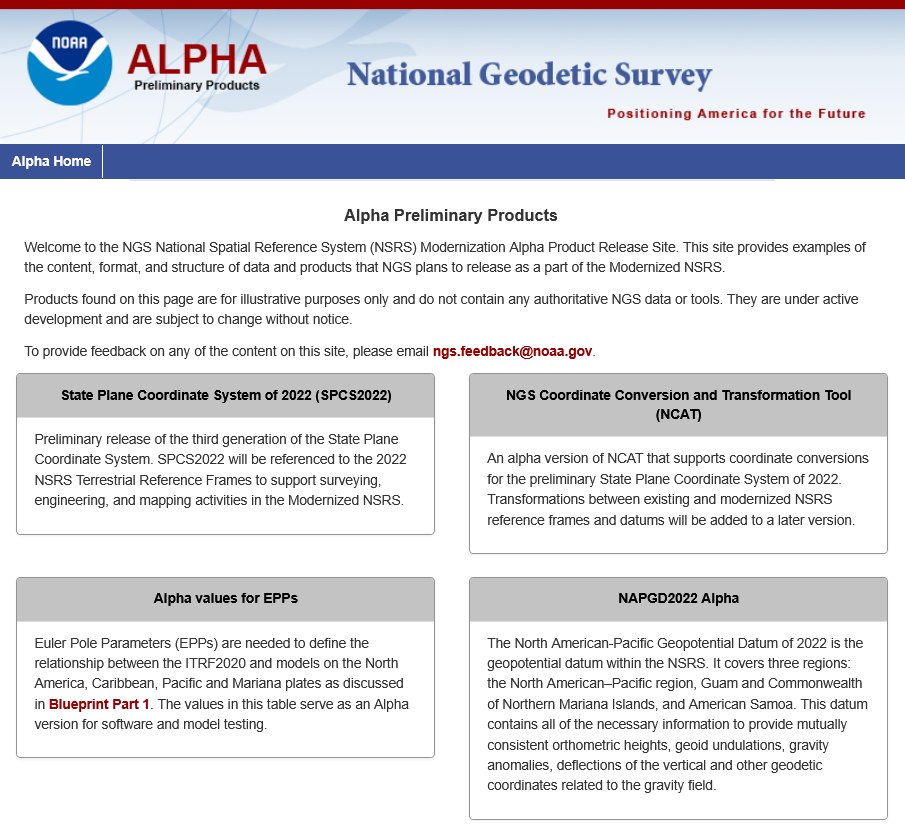 NOAA
ALPHA
Preliminary Products
National Geodetic Survey
Positioning America for the Future
Alpha Home
Alpha Preliminary Products
Welcome to the NGS National Spatial Reference System (NSRS) Modernization Alpha Product Release Site. This site provides examples of
the content, format, and structure of data and products that NGS plans to release as a part of the Modernized NSRS.
Products found on this page are for illustrative purposes only and do not contain any authoritative NGS data or tools. They are under active
development and are subject to change without notice.
To provide feedback on any of the content on this site, please email ngs.feedback@noaa.gov.
State Plane Coordinate System of 2022 (SPCS2022)
Preliminary release of the third generation of the State Plane
Coordinate System. SPCS2022 will be referenced to the 2022
NSRS Terrestrial Reference Frames to support surveying,
engineering, and mapping activities in the Modernized NSRS.
NGS Coordinate Conversion and Transformation Tool
(NCAT)
An alpha version of NCAT that supports coordinate conversions
for the preliminary State Plane Coordinate System of 2022.
Transformations between existing and modernized NSRS
reference frames and datums will be added to a later version.
Alpha values for EPPs
Euler Pole Parameters (EPPs) are needed to define the
relationship between the ITRF2020 and models on the North
America, Caribbean, Pacific and Mariana plates as discussed
in Blueprint Part 1. The values in this table serve as an Alpha
version for software and model testing.
NAPGD2022 Alpha
The North American-Pacific Geopotential Datum of 2022 is the
geopotential datum within the NSRS. It covers three regions:
the North American–Pacific region, Guam and Commonwealth
of Northern Mariana Islands, and American Samoa. This datum
contains all of the necessary information to provide mutually
consistent orthometric heights, geoid undulations, gravity
anomalies, deflections of the vertical and other geodetic
coordinates related to the gravity field.